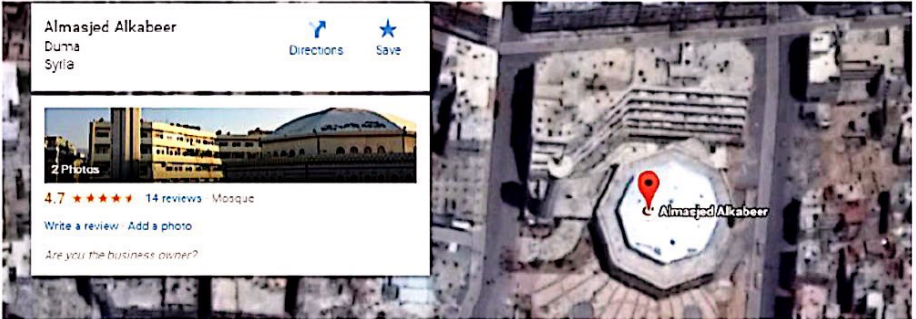 Almasjed Alkabeer
Duma
Syria
Directions
Save
2 Photos
4.7 14 reviews · Mosque
Write a review · Add a photo
Are you the business owner?
Almasjed Alkabeer